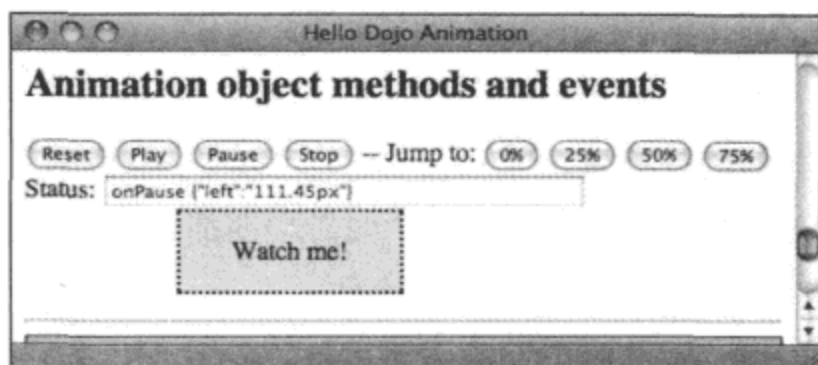 Hello Dojo Animation
Animation object methods and events
Reset Play Pause Stop -- Jump to: 0% 25% 50% 75%
Status: onPause {"left":"111.45px"}
Watch me!